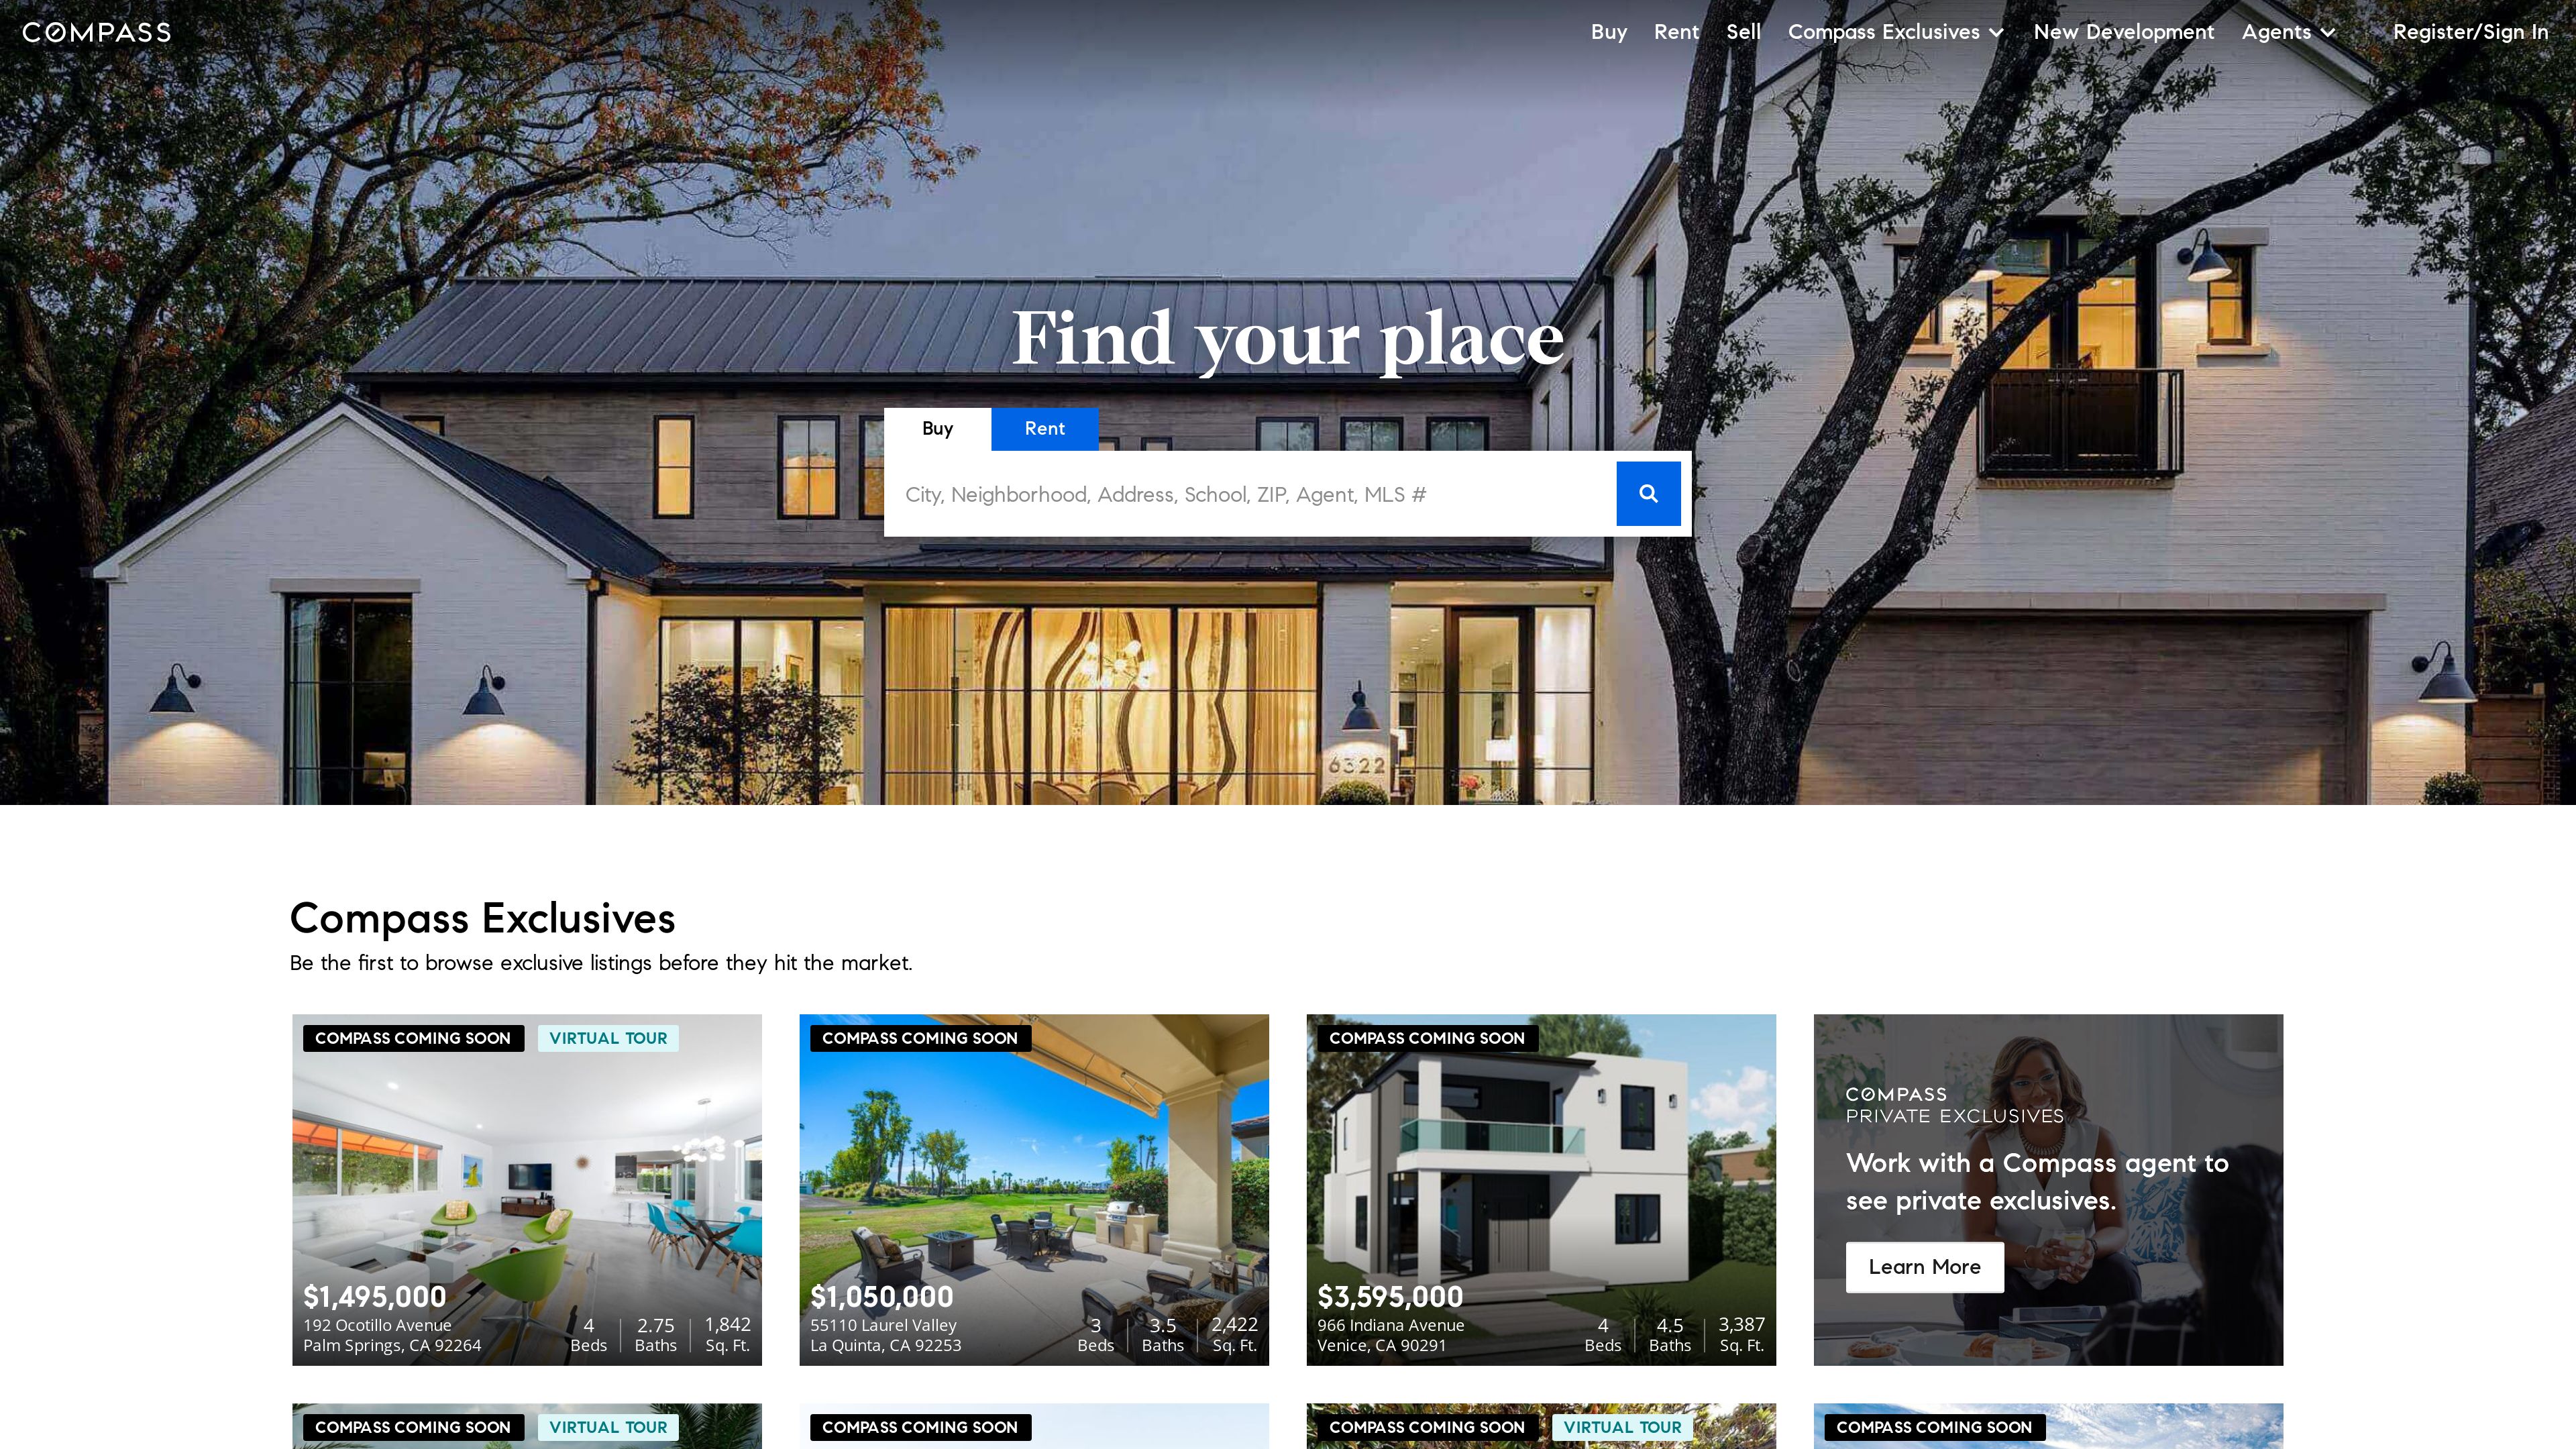 COMPASS
Buy
Rent
Sell
Compass Exclusives
New Development
Agents
Register/Sign In
Find your place
Buy
Rent
City, Neighborhood, Address, School, ZIP, Agent, MLS #
6322
Compass Exclusives
Be the first to browse exclusive listings before they hit the market.
COMPASS COMING SOON
VIRTUAL TOUR
$1,495,000
192 Ocotillo Avenue
Palm Springs, CA 92264
4
Beds
2.75
Baths
1,842
Sq. Ft.
COMPASS COMING SOON
$1,050,000
55110 Laurel Valley
La Quinta, CA 92253
3
Beds
3.5
Baths
2,422
Sq. Ft.
COMPASS COMING SOON
$3,595,000
966 Indiana Avenue
Venice, CA 90291
4
Beds
4.5
Baths
3,387
Sq. Ft.
COMPASS
PRIVATE EXCLUSIVES
Work with a Compass agent to
see private exclusives.
Learn More
COMPASS COMING SOON
VIRTUAL TOUR
COMPASS COMING SOON
COMPASS COMING SOON
VIRTUAL TOUR
COMPASS COMING SOON